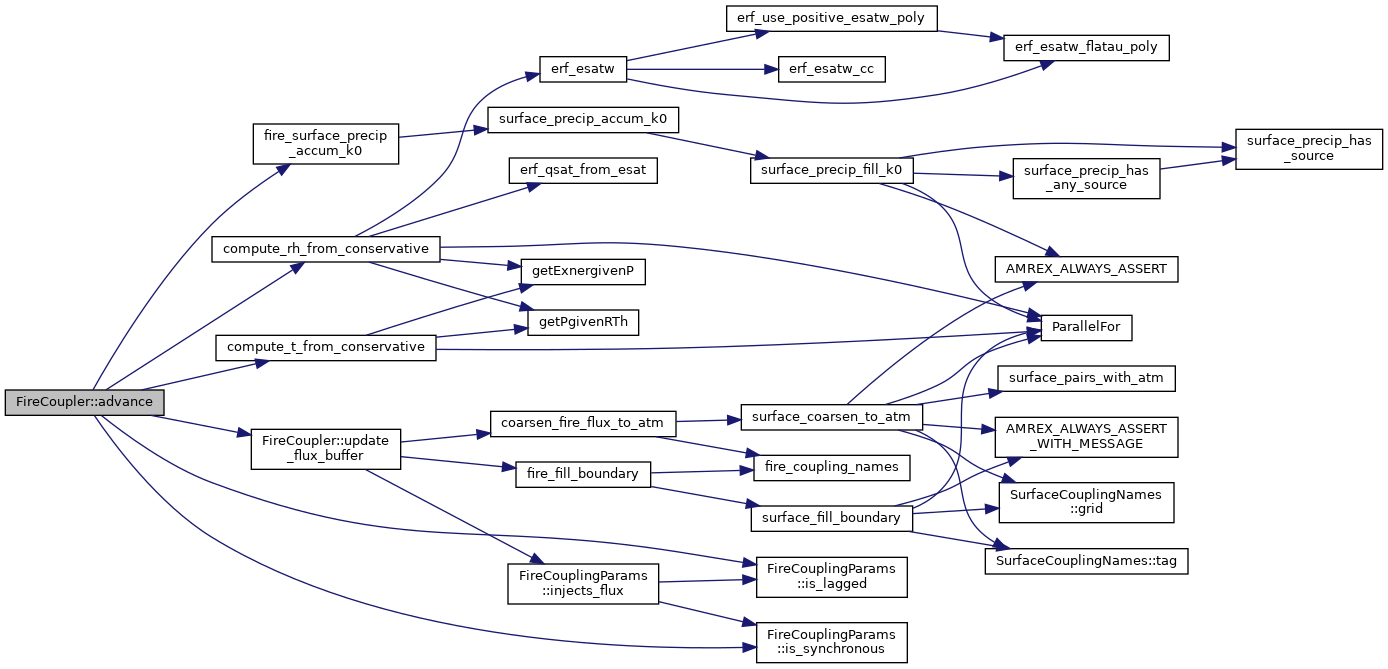 erf_use_positive_esatw_poly
erf_esatw_flatau_poly
erf_esatw
erf_esatw_cc
surface_precip_accum_k0
fire_surface_precip
_accum_k0
surface_precip_has
_source
erf_qsat_from_esat
surface_precip_fill_k0
surface_precip_has
_any_source
compute_rh_from_conservative
getExnergivenP
AMREX_ALWAYS_ASSERT
getPgivenRTh
ParallelFor
compute_t_from_conservative
surface_pairs_with_atm
FireCoupler::advance
coarsen_fire_flux_to_atm
surface_coarsen_to_atm
AMREX_ALWAYS_ASSERT
_WITH_MESSAGE
FireCoupler::update
_flux_buffer
fire_fill_boundary
fire_coupling_names
SurfaceCouplingNames
::grid
surface_fill_boundary
SurfaceCouplingNames::tag
FireCouplingParams
::injects_flux
FireCouplingParams
::is_lagged
FireCouplingParams
::is_synchronous